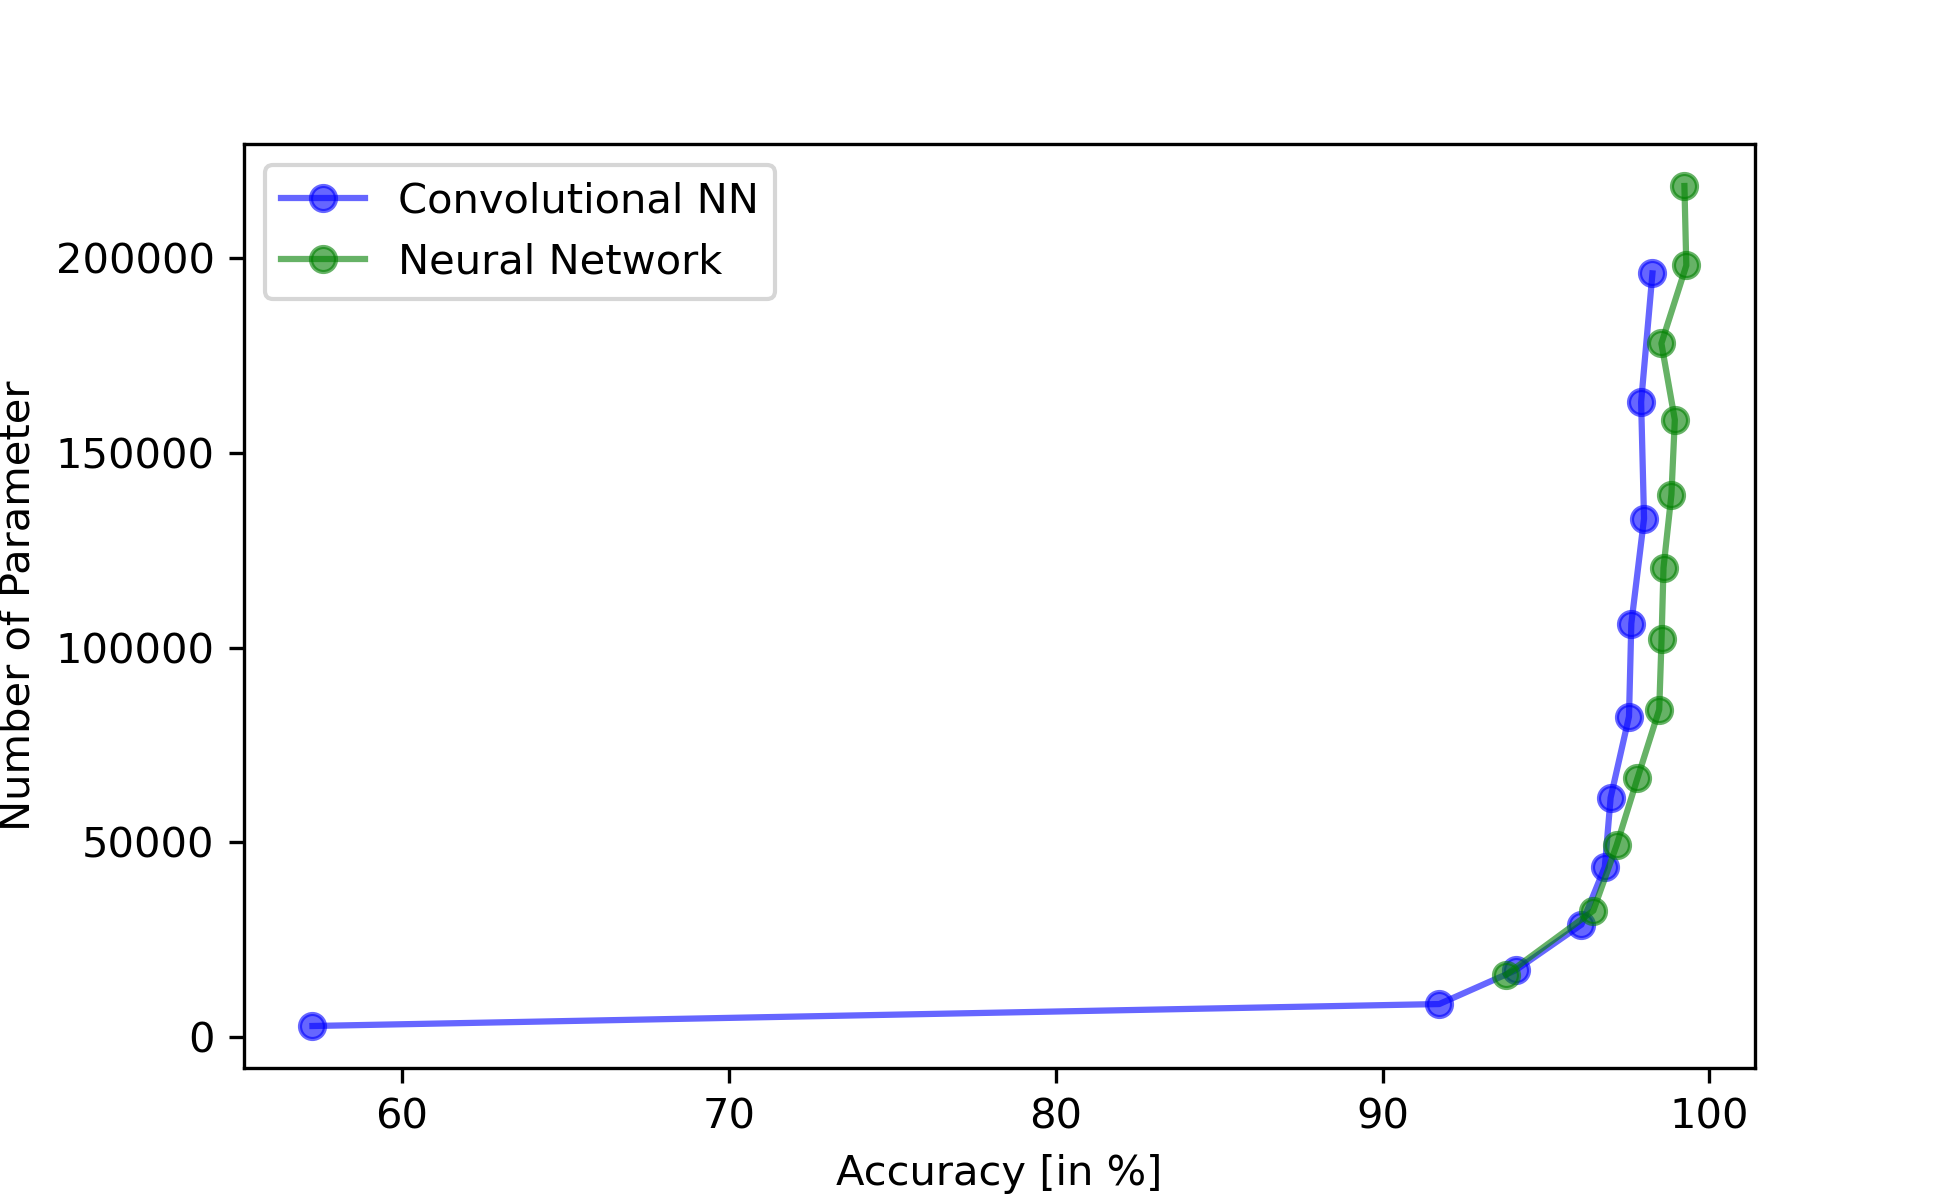 Convolutional NN
Neural Network
200000
150000
100000
50000
0
Number of Parameter
60 70 80 90 100
Accuracy [in %]